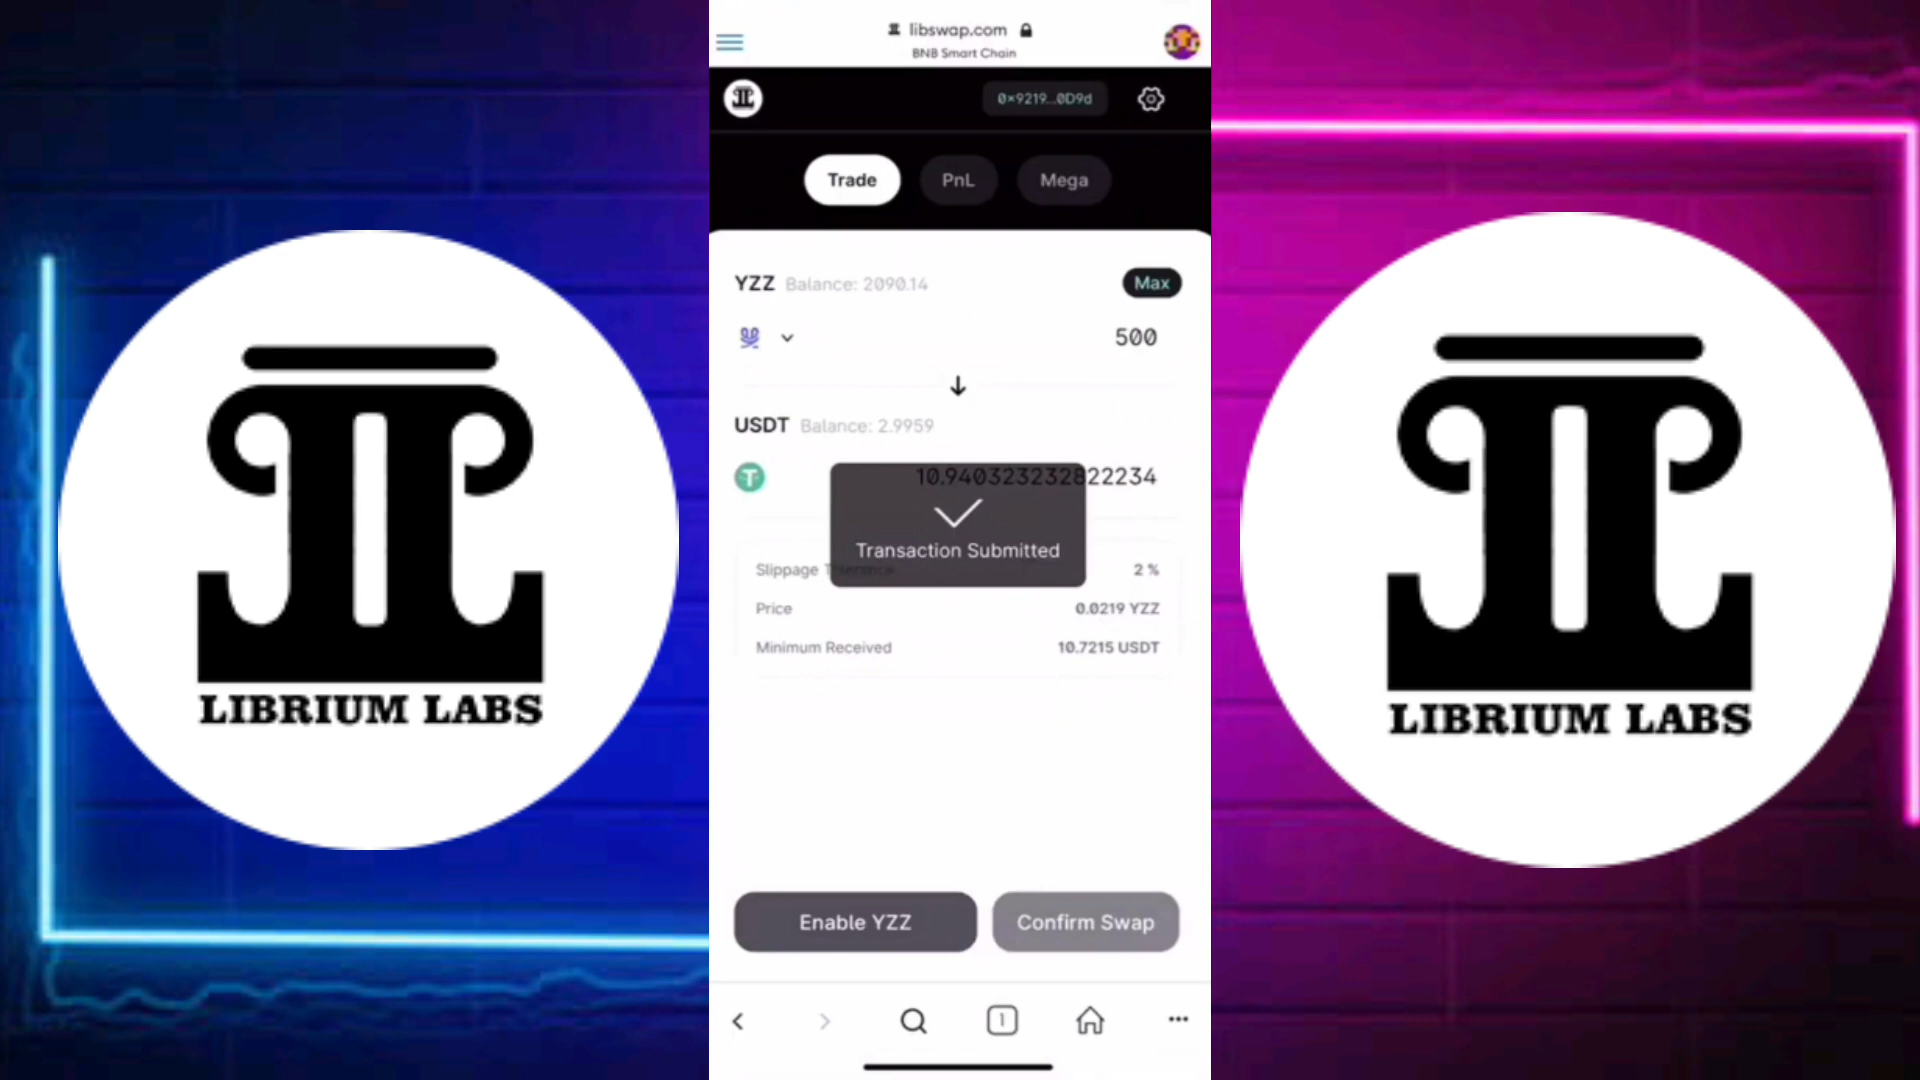 libswap.com
BNB Smart Chain
0x9219...0D9d
Trade
PnL
Mega
YZZ Balance: 2090.14
Max
500
USDT Balance: 2.9959
10.940323232822234
Transaction Submitted
Slippage Tolerance 2 %
Price 0.0219 YZZ
Minimum Received 10.7215 USDT
Enable YZZ
Confirm Swap
1
LIBRIUM LABS
LIBRIUM LABS